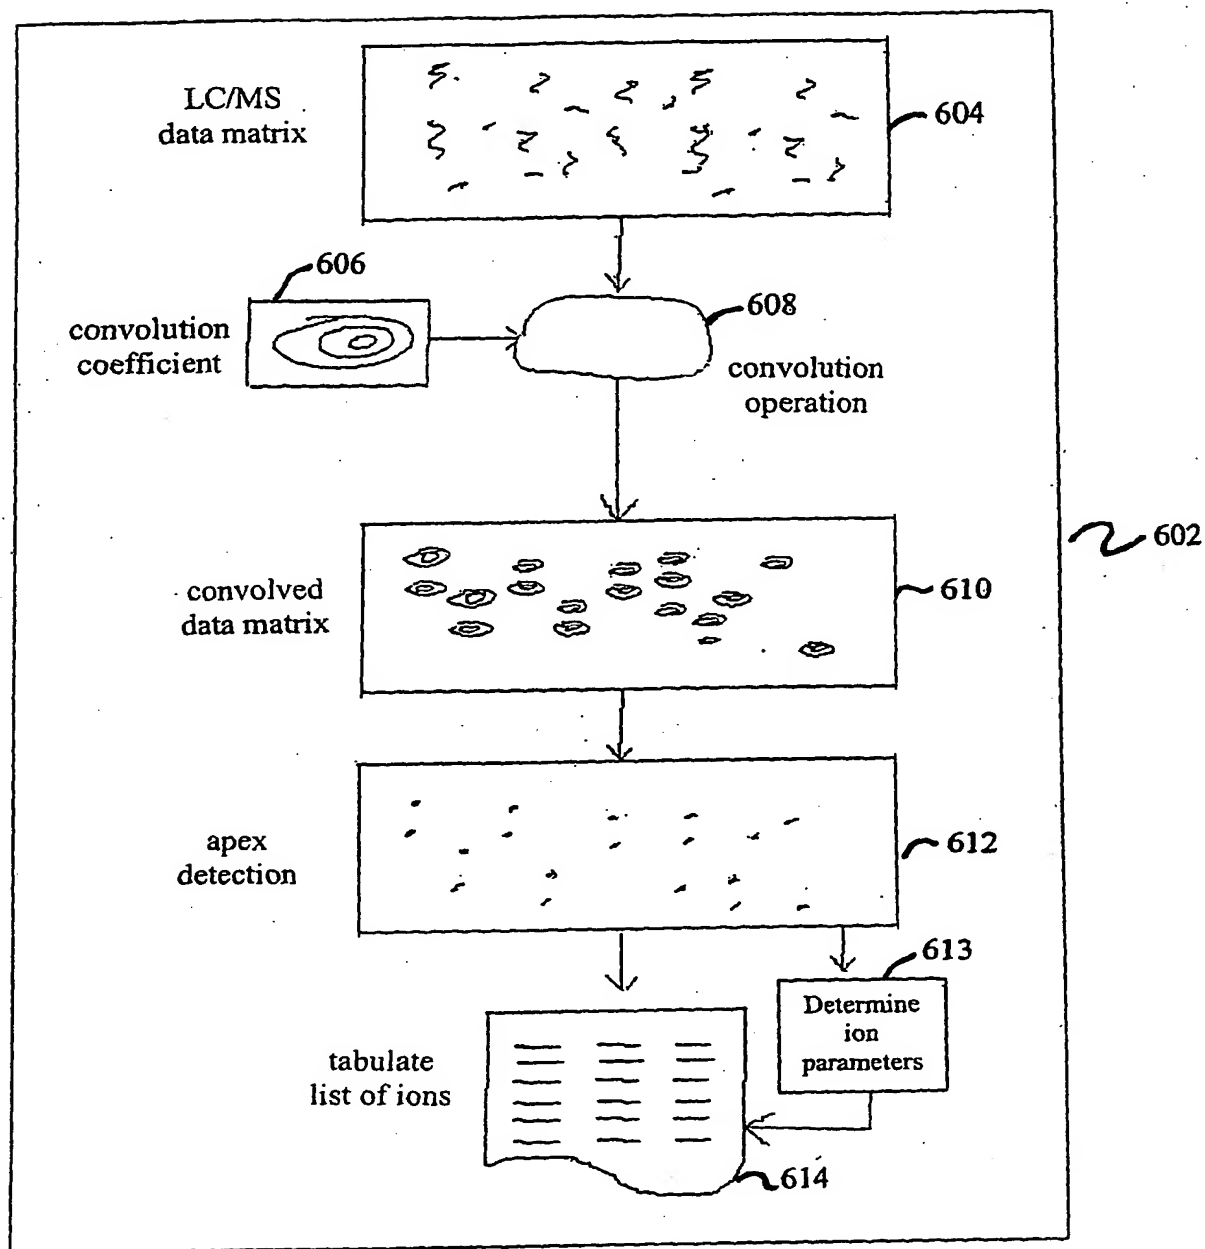 LC/MS
data matrix
604
606
convolution
coefficient
608
convolution
operation
602
convolved
data matrix
610
apex
detection
612
613
Determine
ion
parameters
tabulate
list of ions
614